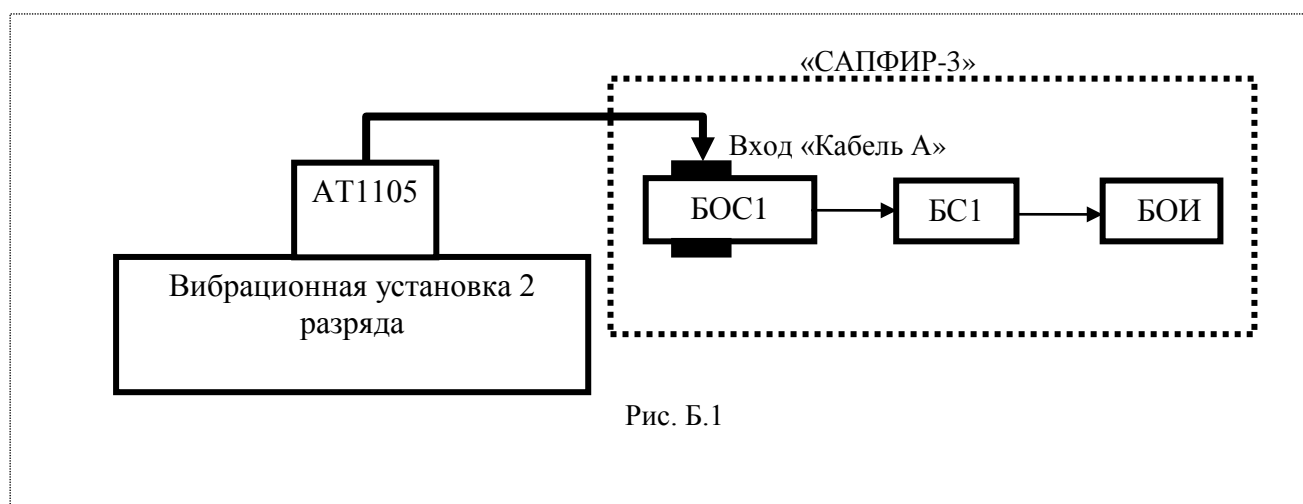 «САПФИР-3»
Вход «Кабель А»
АТ1105
БОС1
БС1
БОИ
Вибрационная установка 2
разряда
Рис. Б.1